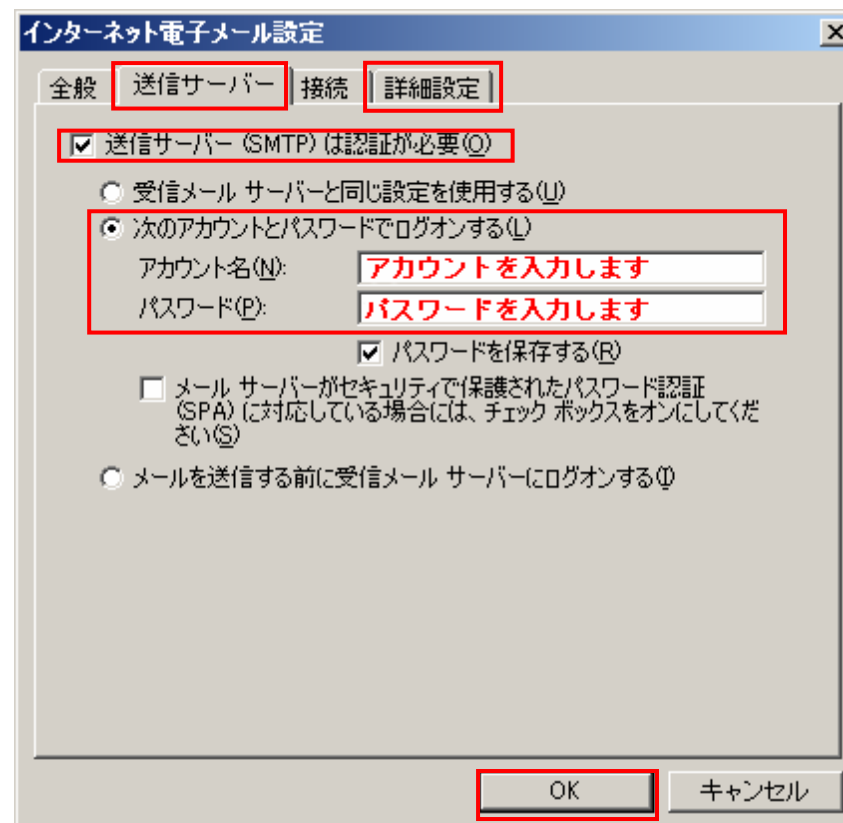 インターネット電子メール設定
全般 送信サーバー 接続 詳細設定
送信サーバー (SMTP) は認証が必要(O)
受信メール サーバーと同じ設定を使用する(U)
次のアカウントとパスワードでログオンする(L)
アカウント名(N): アカウントを入力します
パスワード(P): パスワードを入力します
パスワードを保存する(R)
メール サーバーがセキュリティで保護されたパスワード認証
(SPA) に対応している場合には、チェック ボックスをオンにしてくだ
さい(S)
メールを送信する前に受信メール サーバーにログオンする(I)
OK キャンセル